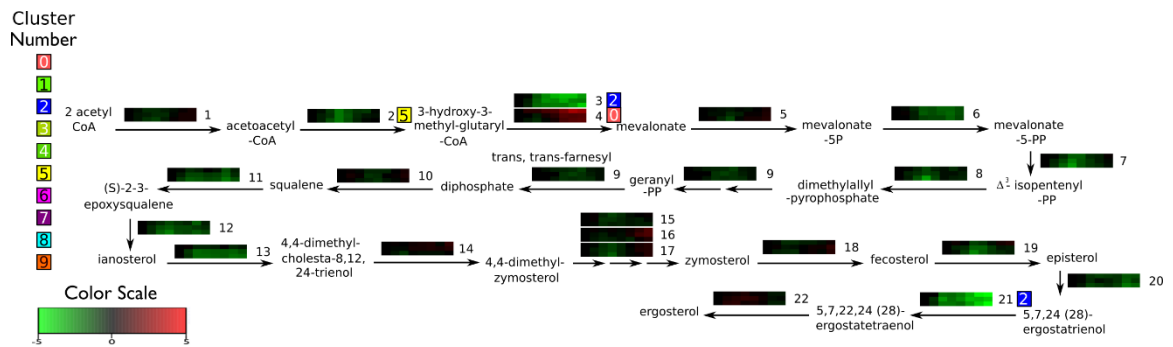 Cluster
Number
0
1
2
3
4
5
6
7
8
9
2 acetyl
CoA
1
acetoacetyl
-CoA
2 5
3-hydroxy-3-
methyl-glutaryl
-CoA
3 2
4 0
mevalonate
5
mevalonate
-5P
6
mevalonate
-5-PP
7
Δ3- isopentenyl
-PP
8
dimethylallyl
-pyrophosphate
9
geranyl
-PP
9
trans, trans-farnesyl
diphosphate
10
squalene
11
(S)-2-3-
epoxysqualene
12
ianosterol
13
4,4-dimethyl-
cholesta-8,12,
24-trienol
14
4,4-dimethyl-
zymosterol
15
16
17
zymosterol
18
fecosterol
19
episterol
20
5,7,24 (28)-
ergostatrienol
21 2
5,7,22,24 (28)-
ergostatetraenol
22
ergosterol
Color Scale
-5 0 5